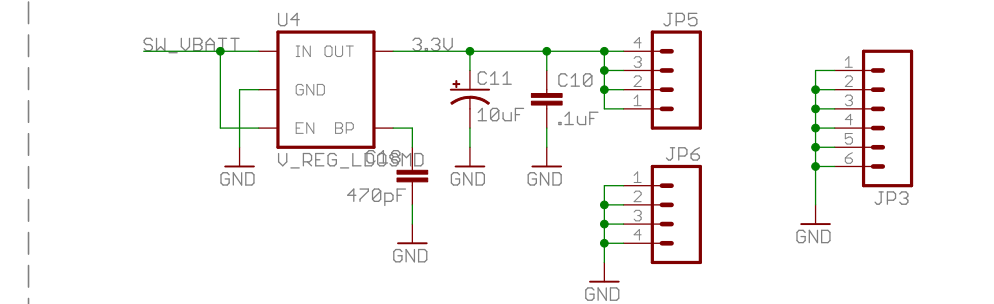 U4
JP5
SW_VBATT
IN OUT
3.3V
4
3
2
1
GND
EN BP
C11
10uF
C10
.1uF
V_REG_LDOSMD
C18
470pF
GND
GND
GND
GND
JP6
1
2
3
4
GND
1
2
3
4
5
6
JP3
GND